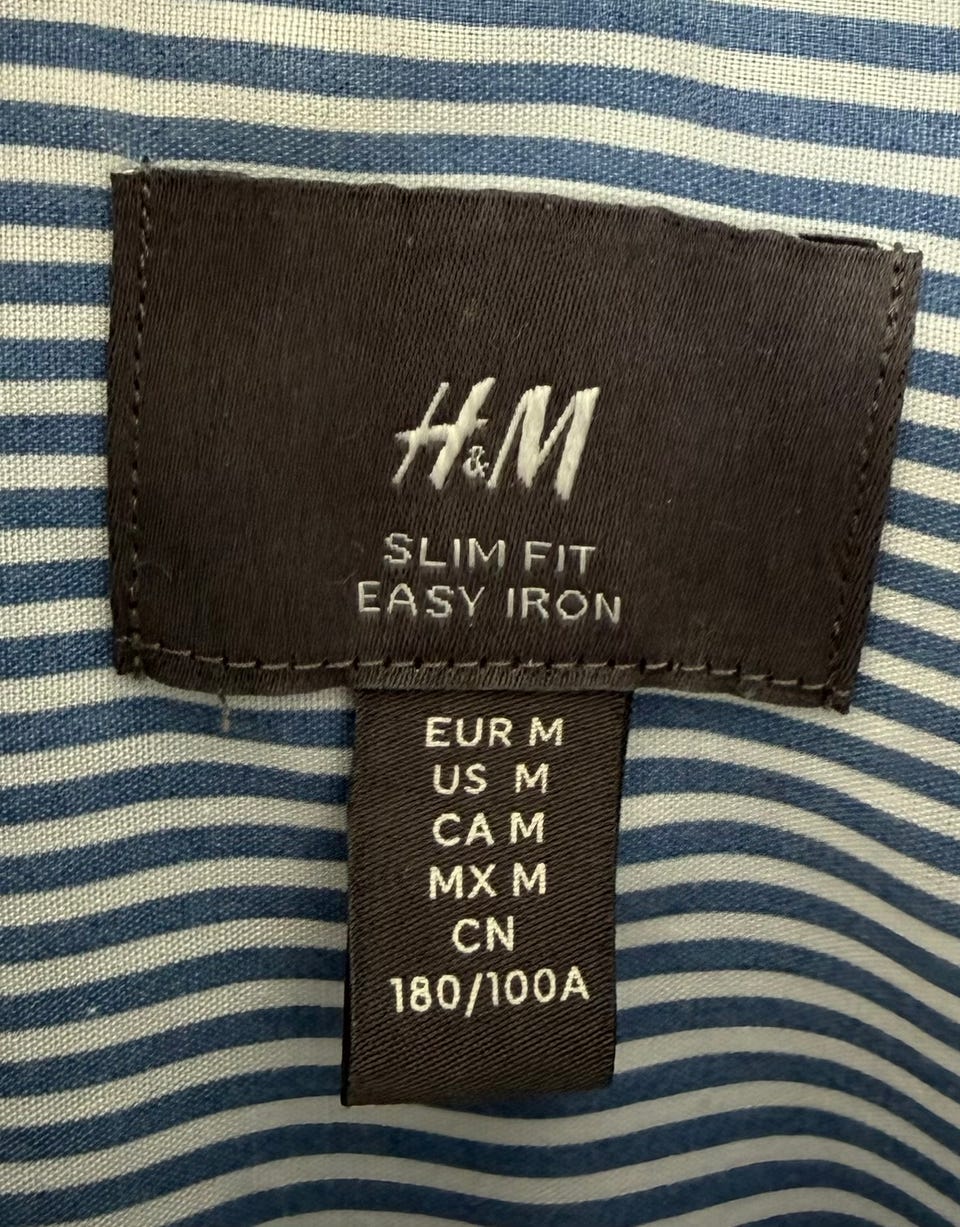 H&M
SLIM FIT
EASY IRON
EUR M
US M
CA M
MX M
CN
180/100A